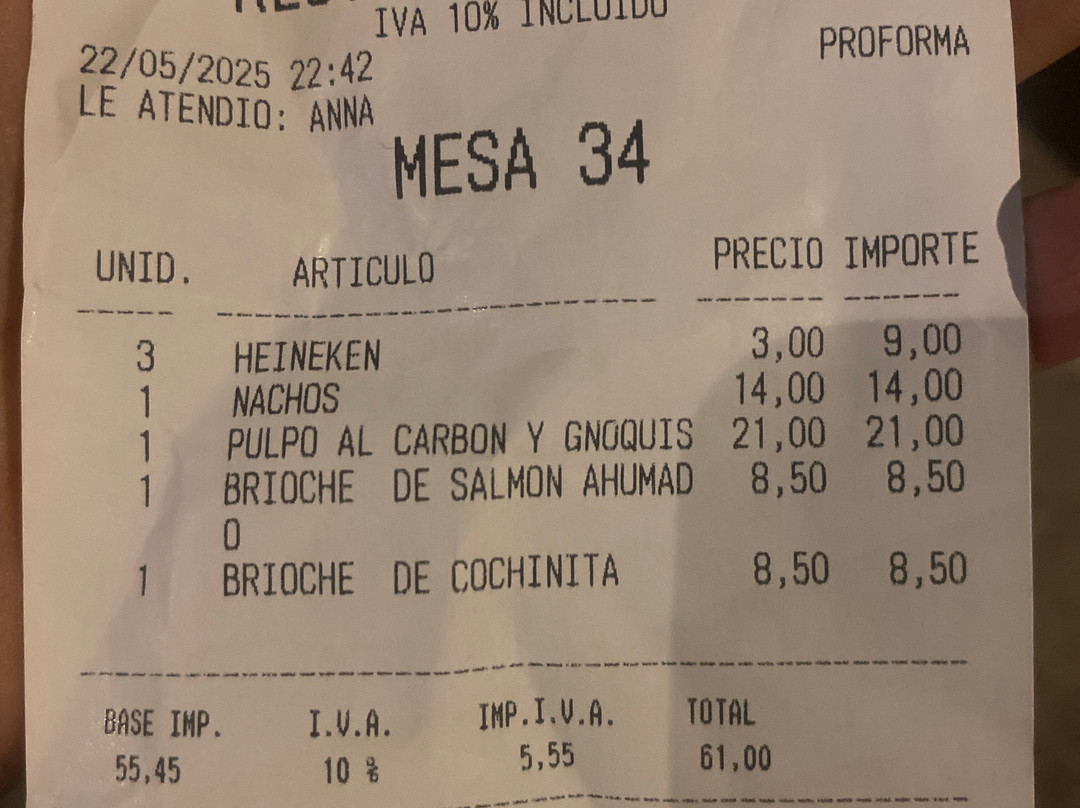 IVA 10% INCLUIDO
PROFORMA
22/05/2025 22:42
LE ATENDIO: ANNA
MESA 34
UNID. ARTICULO PRECIO IMPORTE
3 HEINEKEN 3,00 9,00
1 NACHOS 14,00 14,00
1 PULPO AL CARBON Y GNOQUIS 21,00 21,00
1 BRIOCHE DE SALMON AHUMAD 8,50 8,50
O
1 BRIOCHE DE COCHINITA 8,50 8,50
BASE IMP. I.V.A. IMP.I.V.A. TOTAL
55,45 10 % 5,55 61,00